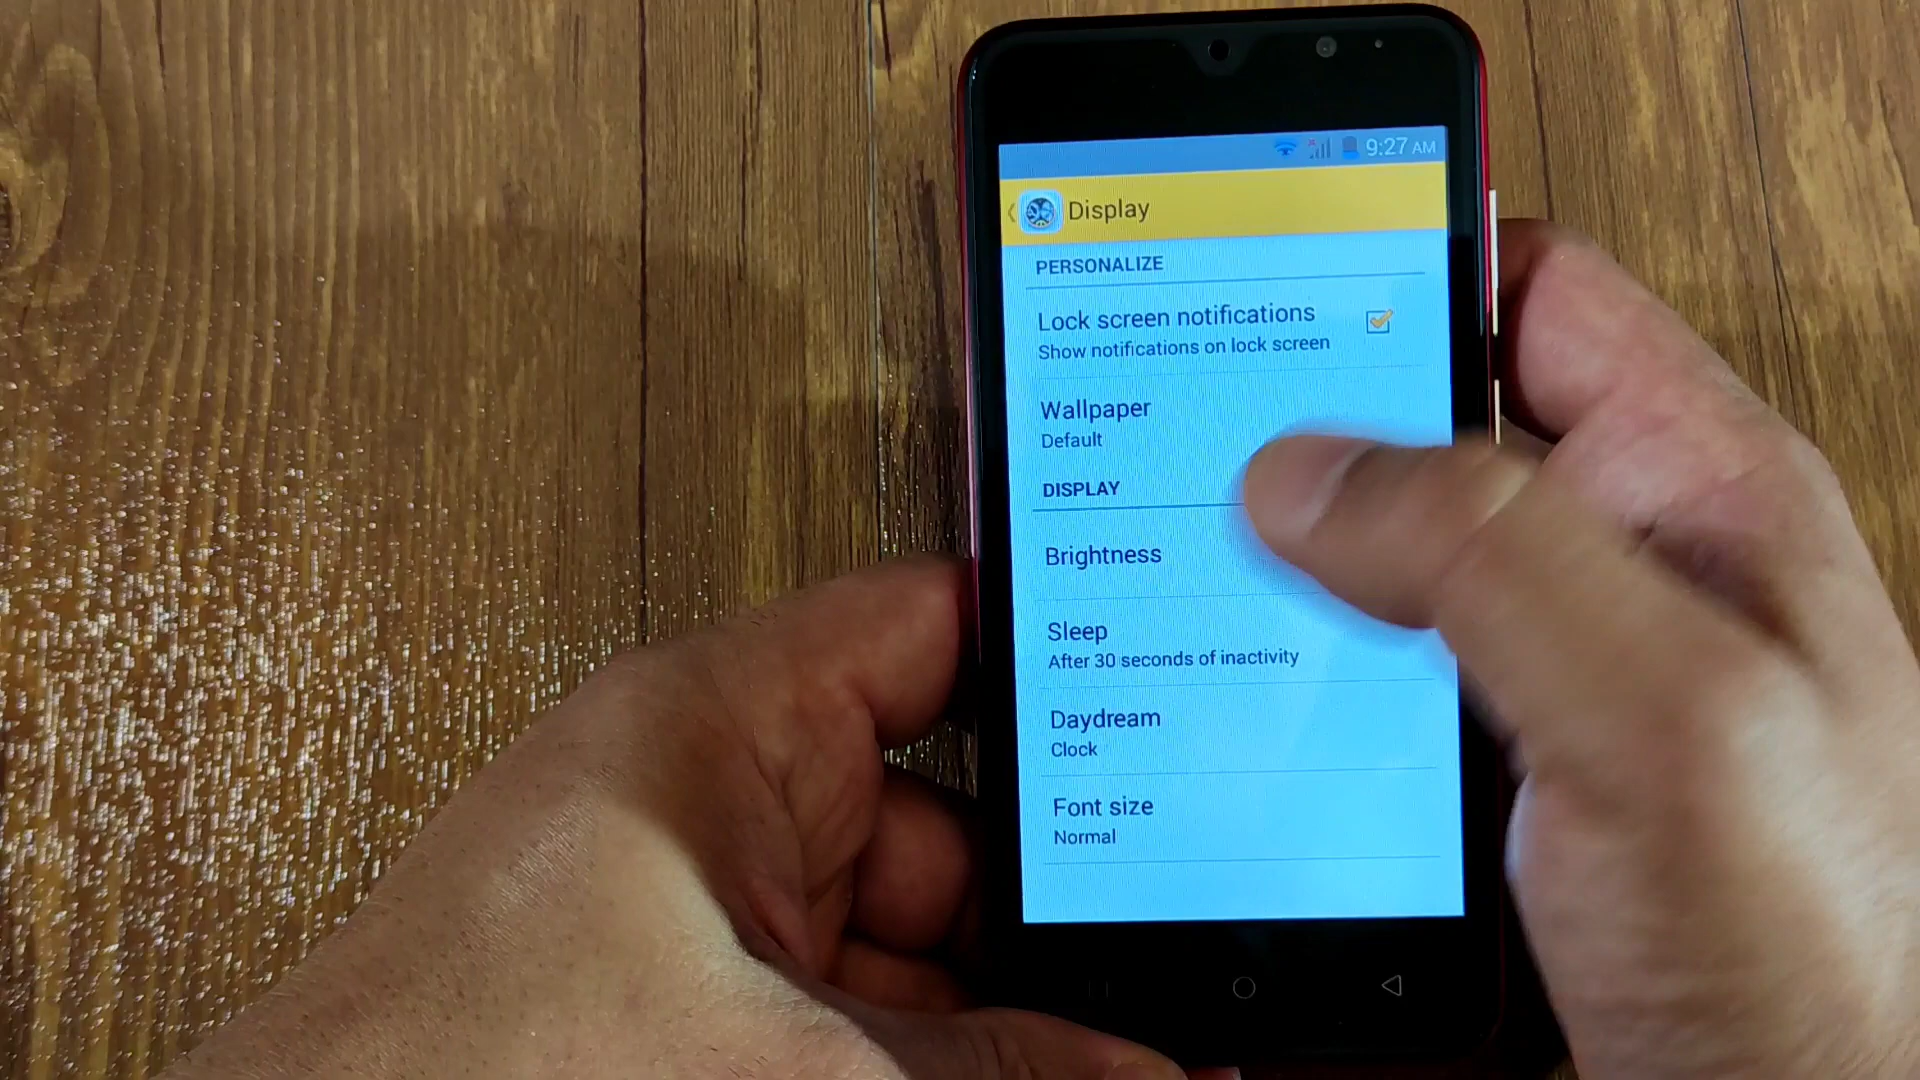 9:27 AM
Display
PERSONALIZE
Lock screen notifications
Show notifications on lock screen
Wallpaper
Default
DISPLAY
Brightness
Sleep
After 30 seconds of inactivity
Daydream
Clock
Font size
Normal